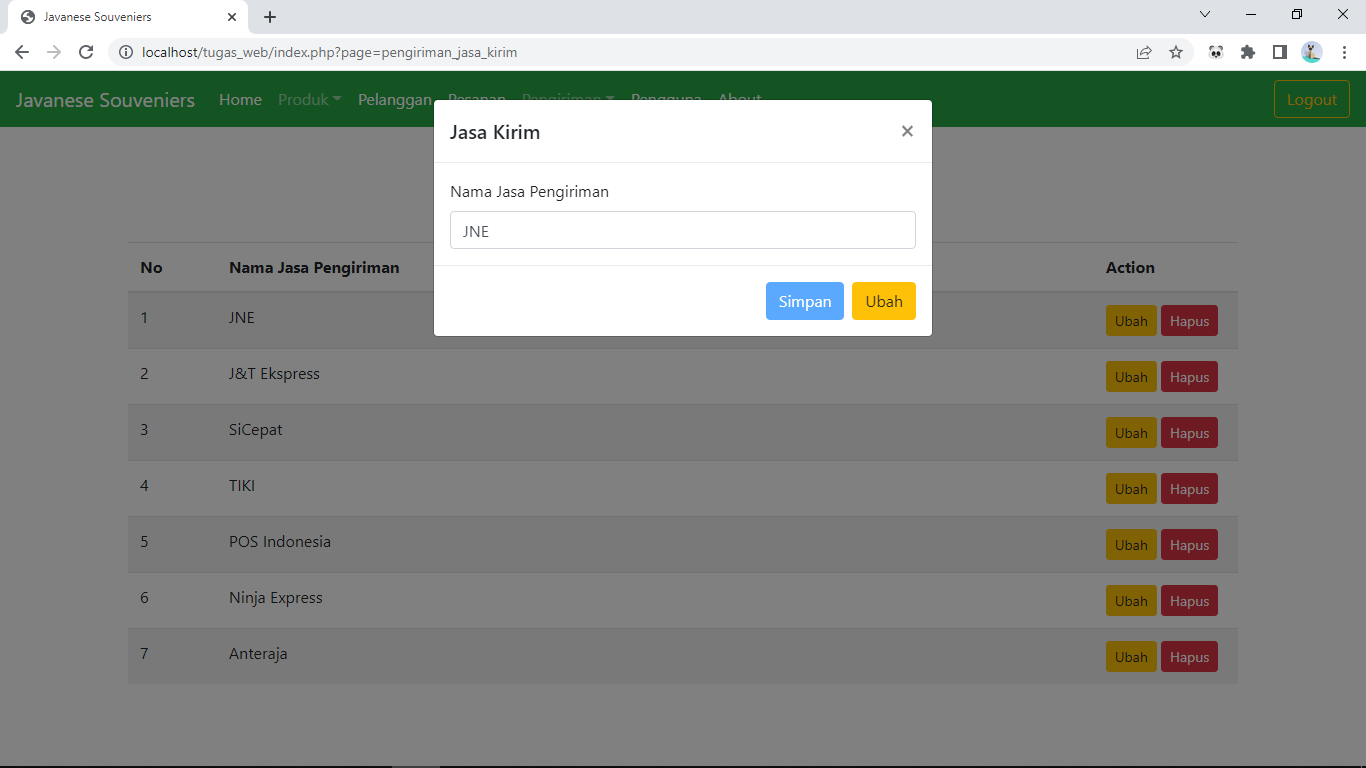 Javanese Souveniers
localhost/tugas_web/index.php?page=pengiriman_jasa_kirim
Javanese Souveniers Home Produk Pelanggan Pesanan Pengiriman Pengguna About Logout
Jasa Kirim ×
Nama Jasa Pengiriman
JNE
Simpan Ubah
No Nama Jasa Pengiriman Action
1 JNE Ubah Hapus
2 J&T Ekspress Ubah Hapus
3 SiCepat Ubah Hapus
4 TIKI Ubah Hapus
5 POS Indonesia Ubah Hapus
6 Ninja Express Ubah Hapus
7 Anteraja Ubah Hapus